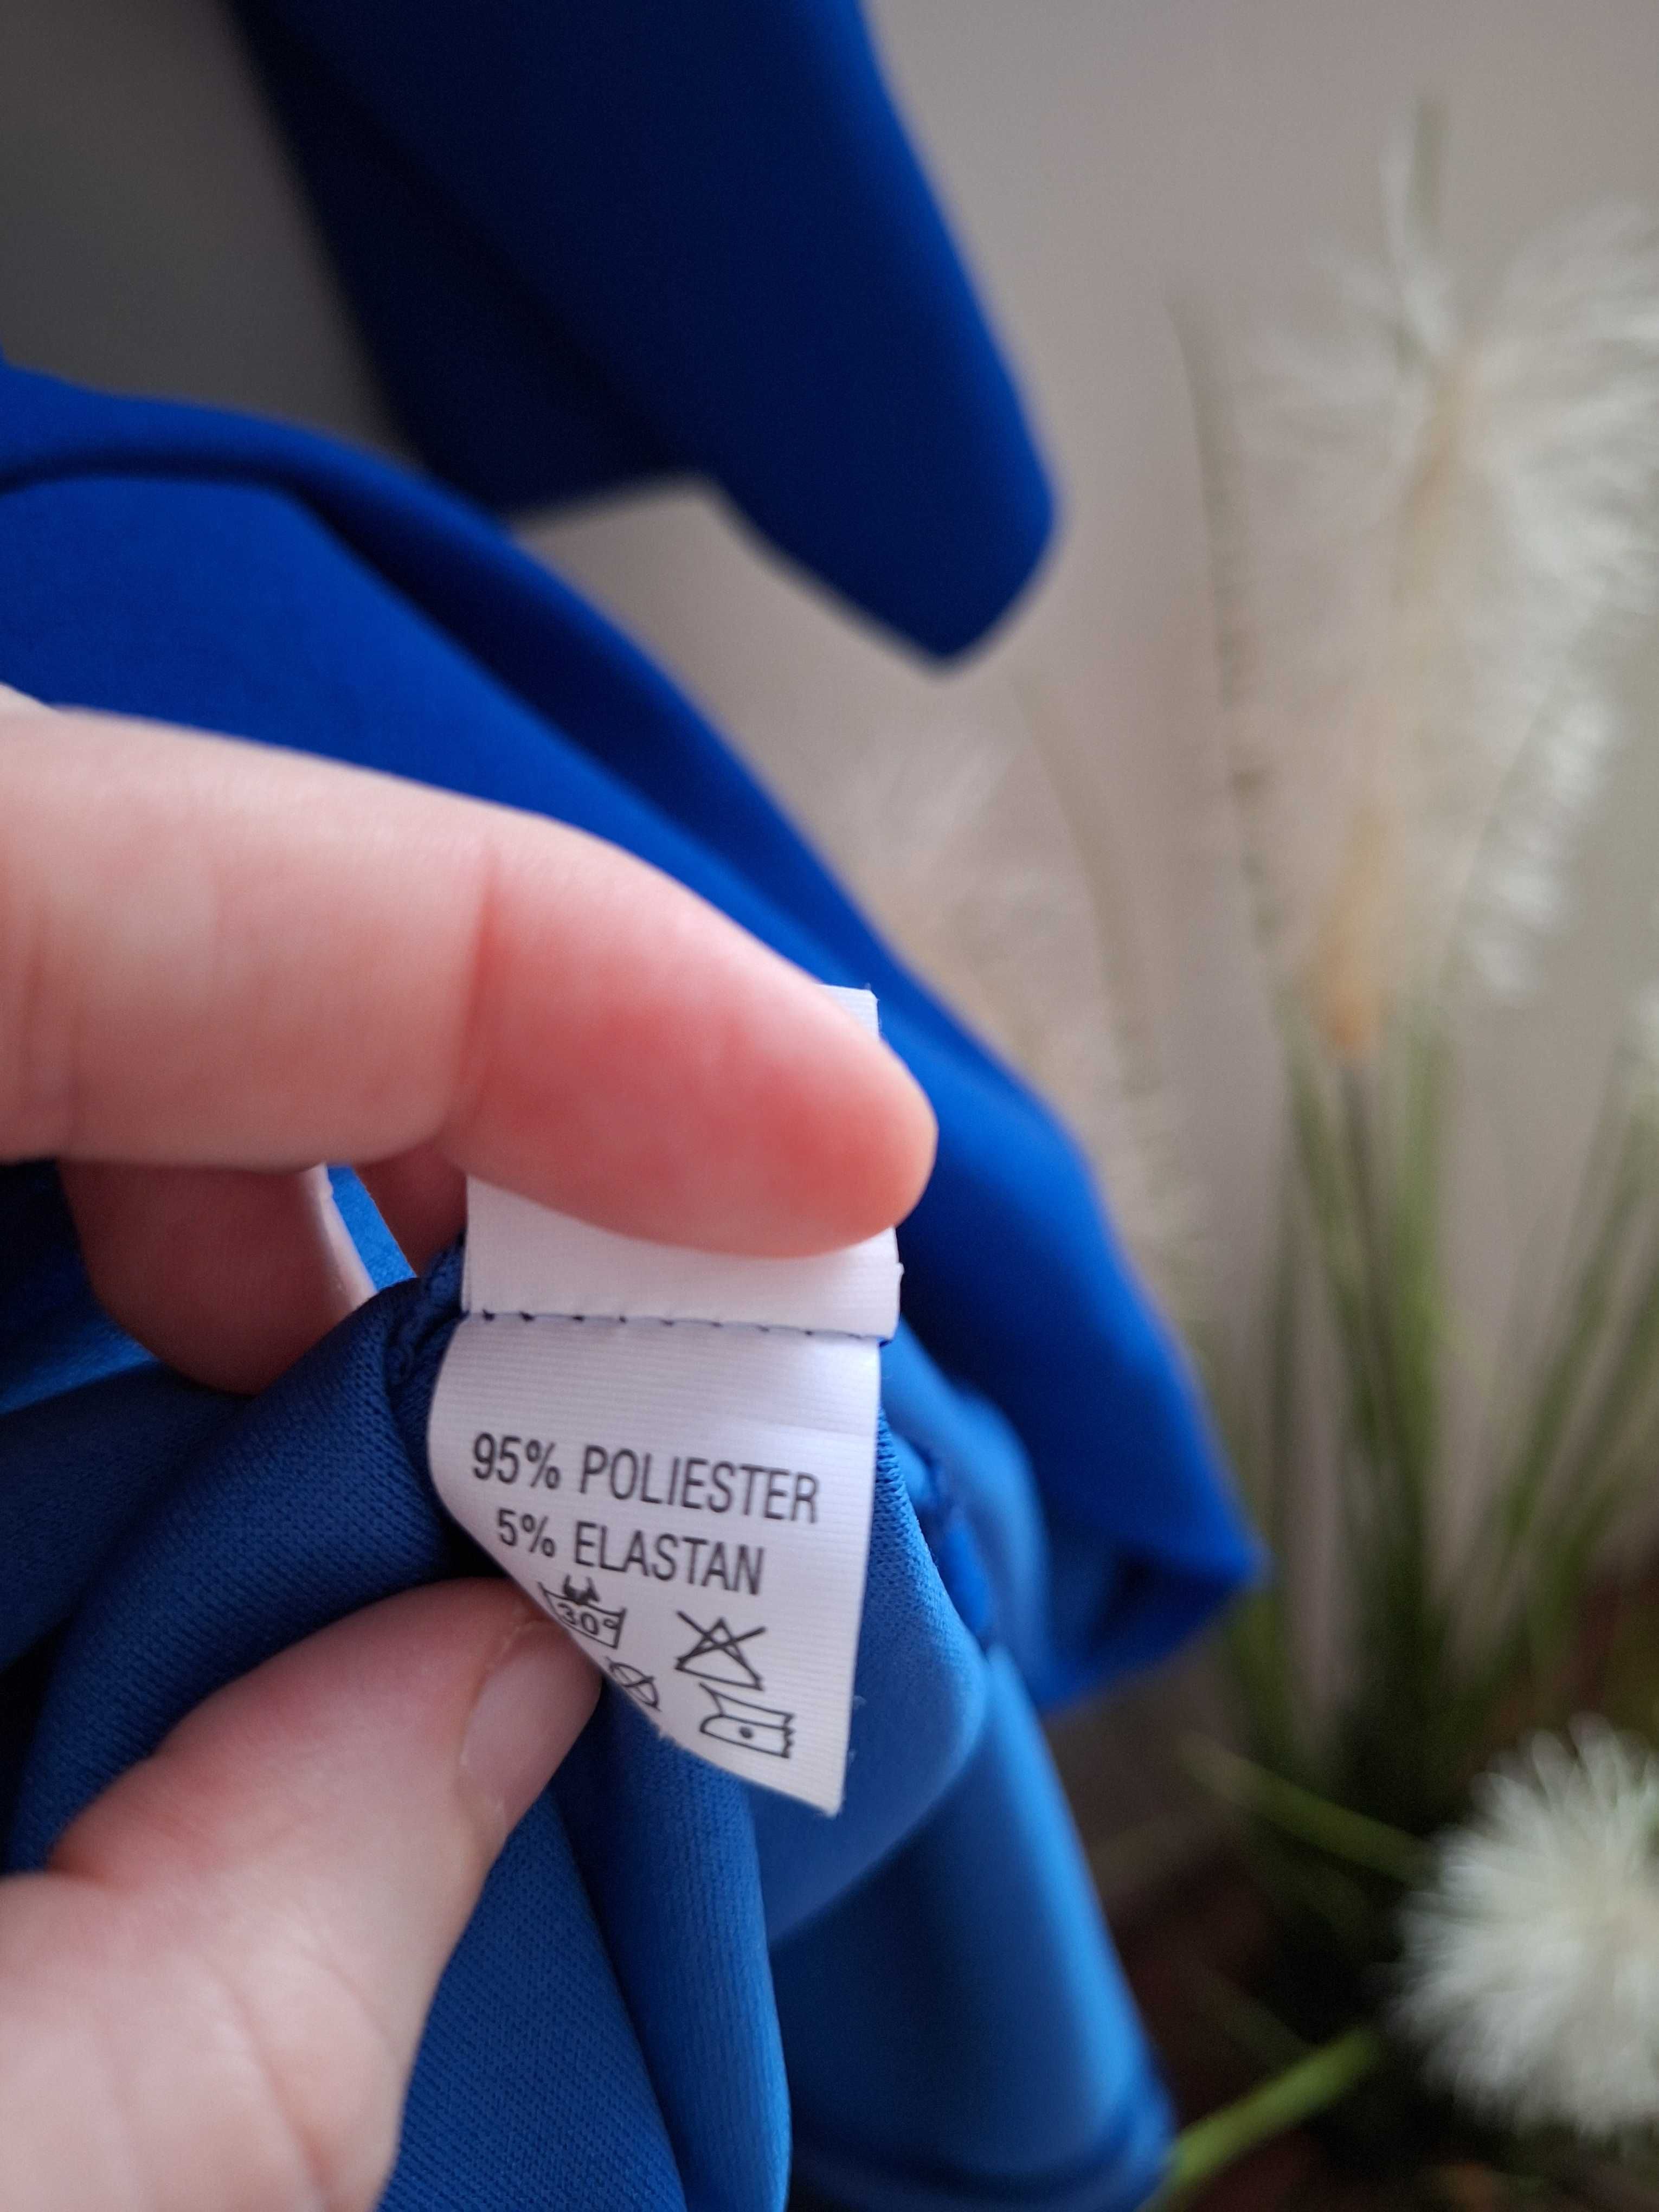 95% POLIESTER
5% ELASTAN
30°